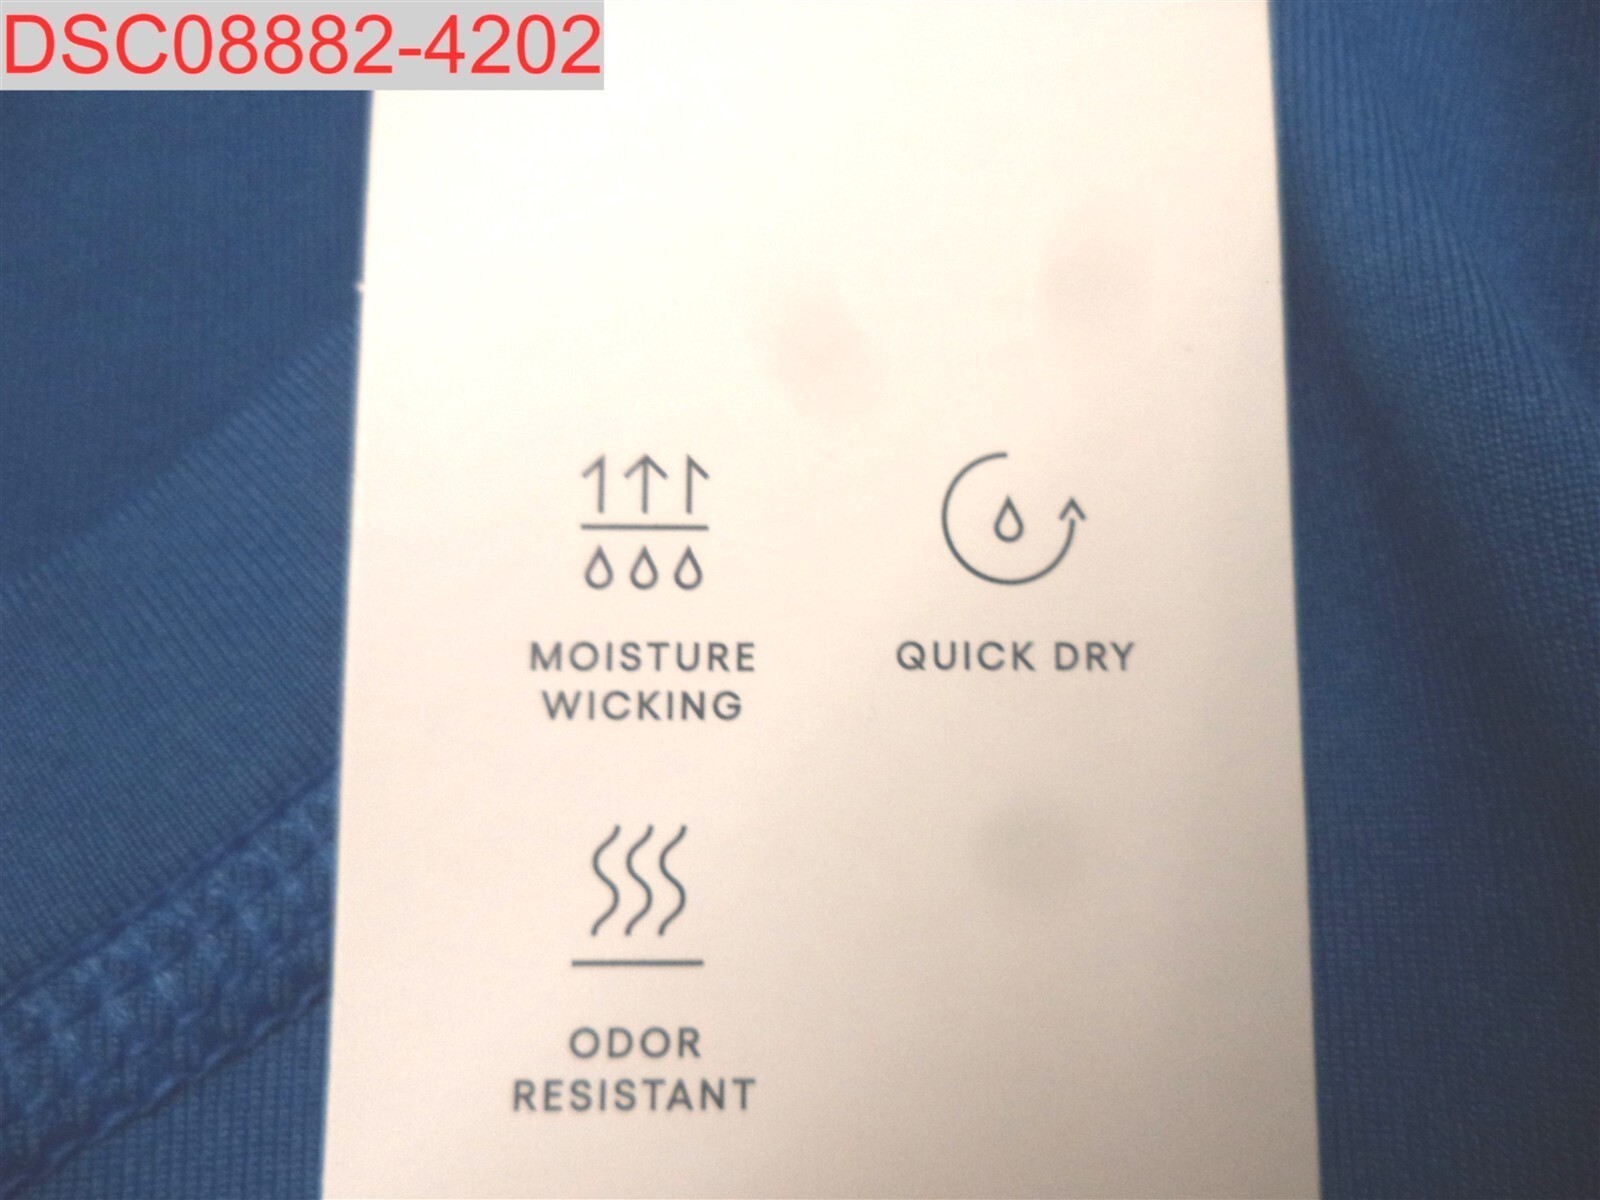 DSC08882-4202
MOISTURE
WICKING
QUICK DRY
ODOR
RESISTANT